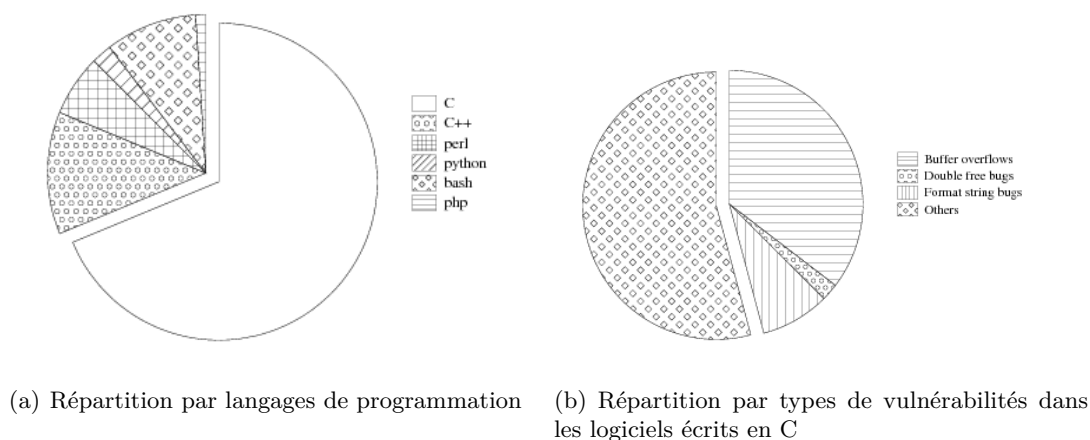 C
C++
perl
python
bash
php
Buffer overflows
Double free bugs
Format string bugs
Others
(a) Répartition par langages de programmation
(b) Répartition par types de vulnérabilités dans
les logiciels écrits en C